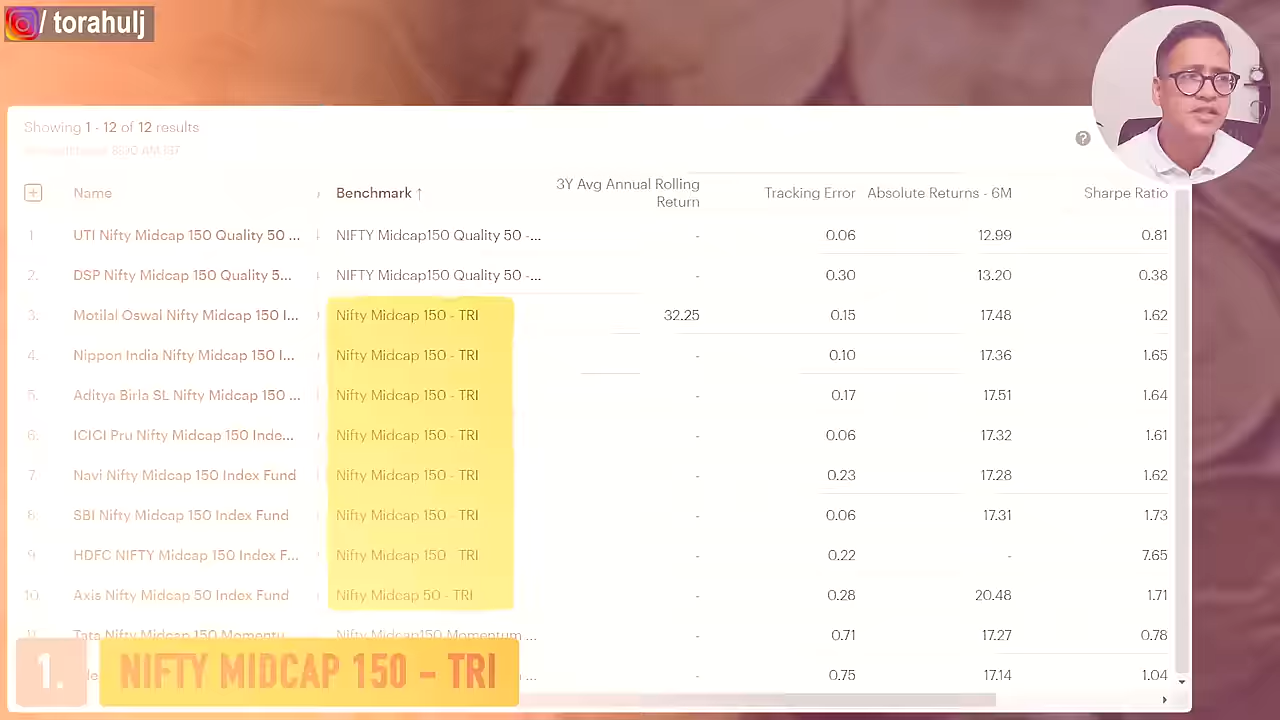 / torahulj
Showing 1 - 12 of 12 results
Name Benchmark ↑ 3Y Avg Annual Rolling Return Tracking Error Absolute Returns - 6M Sharpe Ratio
1 UTI Nifty Midcap 150 Quality 50 ... NIFTY Midcap150 Quality 50 -... - 0.06 12.99 0.81
2. DSP Nifty Midcap 150 Quality 5... NIFTY Midcap150 Quality 50 -... - 0.30 13.20 0.38
3. Motilal Oswal Nifty Midcap 150 I... Nifty Midcap 150 - TRI 32.25 0.15 17.48 1.62
4. Nippon India Nifty Midcap 150 I... Nifty Midcap 150 - TRI - 0.10 17.36 1.65
5. Aditya Birla SL Nifty Midcap 150 ... Nifty Midcap 150 - TRI - 0.17 17.51 1.64
6. ICICI Pru Nifty Midcap 150 Inde... Nifty Midcap 150 - TRI - 0.06 17.32 1.61
7 Navi Nifty Midcap 150 Index Fund Nifty Midcap 150 - TRI - 0.23 17.28 1.62
8. SBI Nifty Midcap 150 Index Fund Nifty Midcap 150 - TRI - 0.06 17.31 1.73
9. HDFC NIFTY Midcap 150 Index F... Nifty Midcap 150 - TRI - 0.22 - 7.65
10. Axis Nifty Midcap 50 Index Fund Nifty Midcap 50 - TRI - 0.28 20.48 1.71
11. Tata Nifty Midcap 150 Momentu... Nifty Midcap150 Momentum ... - 0.71 17.27 0.78
- 0.75 17.14 1.04
1. NIFTY MIDCAP 150 – TRI